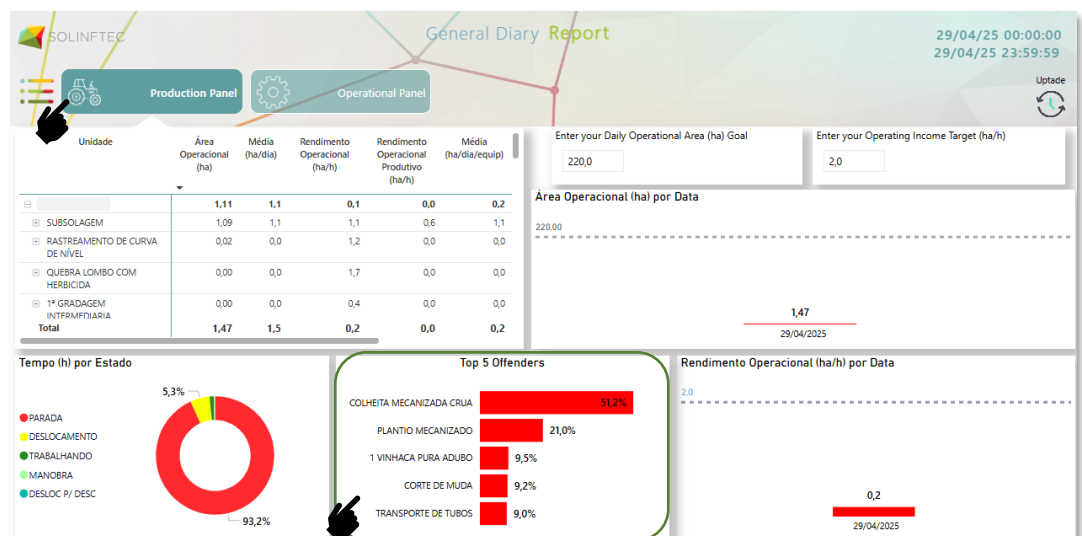 SOLINFTEC
General Diary Report
29/04/25 00:00:00
29/04/25 23:59:59
Uptade
Production Panel
Operational Panel
Unidade
Área Operacional (ha)
Média (ha/dia)
Rendimento Operacional (ha/h)
Rendimento Operacional Produtivo (ha/h)
Média (ha/dia/equip)
1,11 1,1 0,1 0,0 0,2
SUBSOLAGEM 1,09 1,1 1,1 0,6 1,1
RASTREAMENTO DE CURVA DE NÍVEL 0,02 0,0 1,2 0,0 0,0
QUEBRA LOMBO COM HERBICIDA 0,00 0,0 1,7 0,0 0,0
1ª GRADAGEM INTERMEDIARIA 0,00 0,0 0,4 0,0 0,0
Total 1,47 1,5 0,2 0,0 0,2
Enter your Daily Operational Area (ha) Goal
220,0
Enter your Operating Income Target (ha/h)
2,0
Área Operacional (ha) por Data
220,00
1,47
29/04/2025
Tempo (h) por Estado
5,3%
PARADA
DESLOCAMENTO
TRABALHANDO
MANOBRA
DESLOC P/ DESC
93,2%
Top 5 Offenders
COLHEITA MECANIZADA CRUA 51,2%
PLANTIO MECANIZADO 21,0%
1 VINHACA PURA ADUBO 9,5%
CORTE DE MUDA 9,2%
TRANSPORTE DE TUBOS 9,0%
Rendimento Operacional (ha/h) por Data
2,0
0,2
29/04/2025